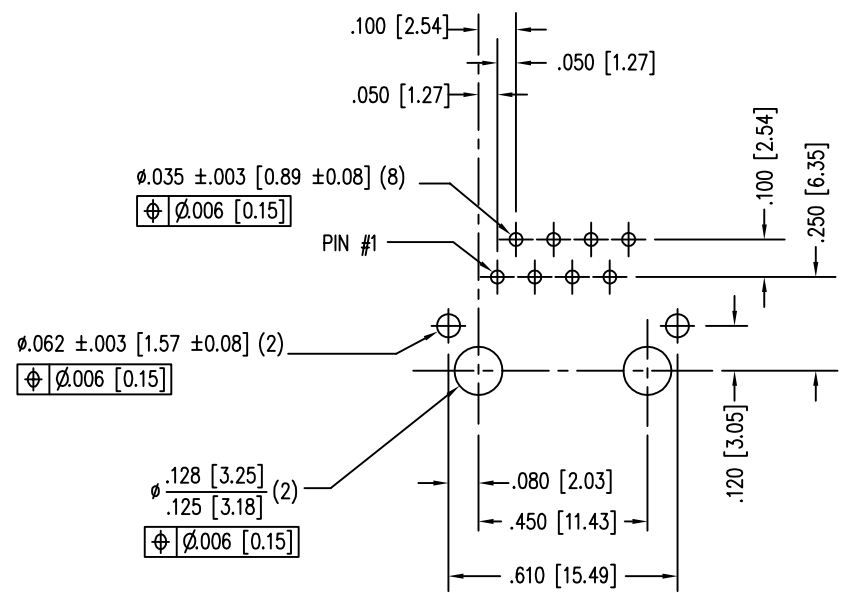 .100 [2.54]
.050 [1.27]
.050 [1.27]
.100 [2.54]
.250 [6.35]
ø.035 ±.003 [0.89 ±0.08] (8)
⌖ Ø.006 [0.15]
PIN #1
ø.062 ±.003 [1.57 ±0.08] (2)
⌖ Ø.006 [0.15]
.120 [3.05]
ø .128 [3.25]
.125 [3.18] (2)
⌖ Ø.006 [0.15]
.080 [2.03]
.450 [11.43]
.610 [15.49]